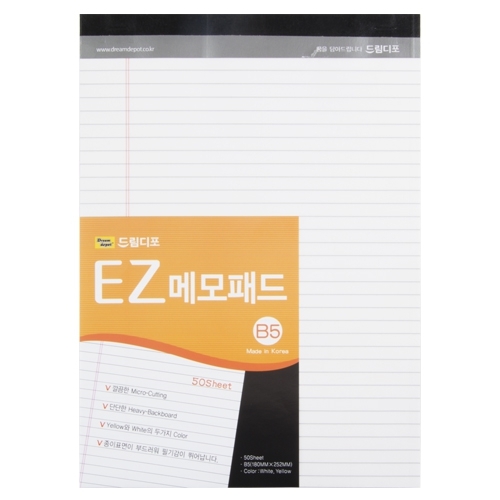 www.dreamdepot.co.kr
꿈을 담아드립니다 드림디포
Dream depot
드림디포
EZ 메모패드
B5
Made in Korea
50Sheet
깔끔한 Micro-Cutting
단단한 Heavy-Backboard
Yellow와 White의 두가지 Color
종이표면이 부드러워 필기감이 뛰어납니다.
· 50Sheet
· B5(180MM×252MM)
· Color : White, Yellow